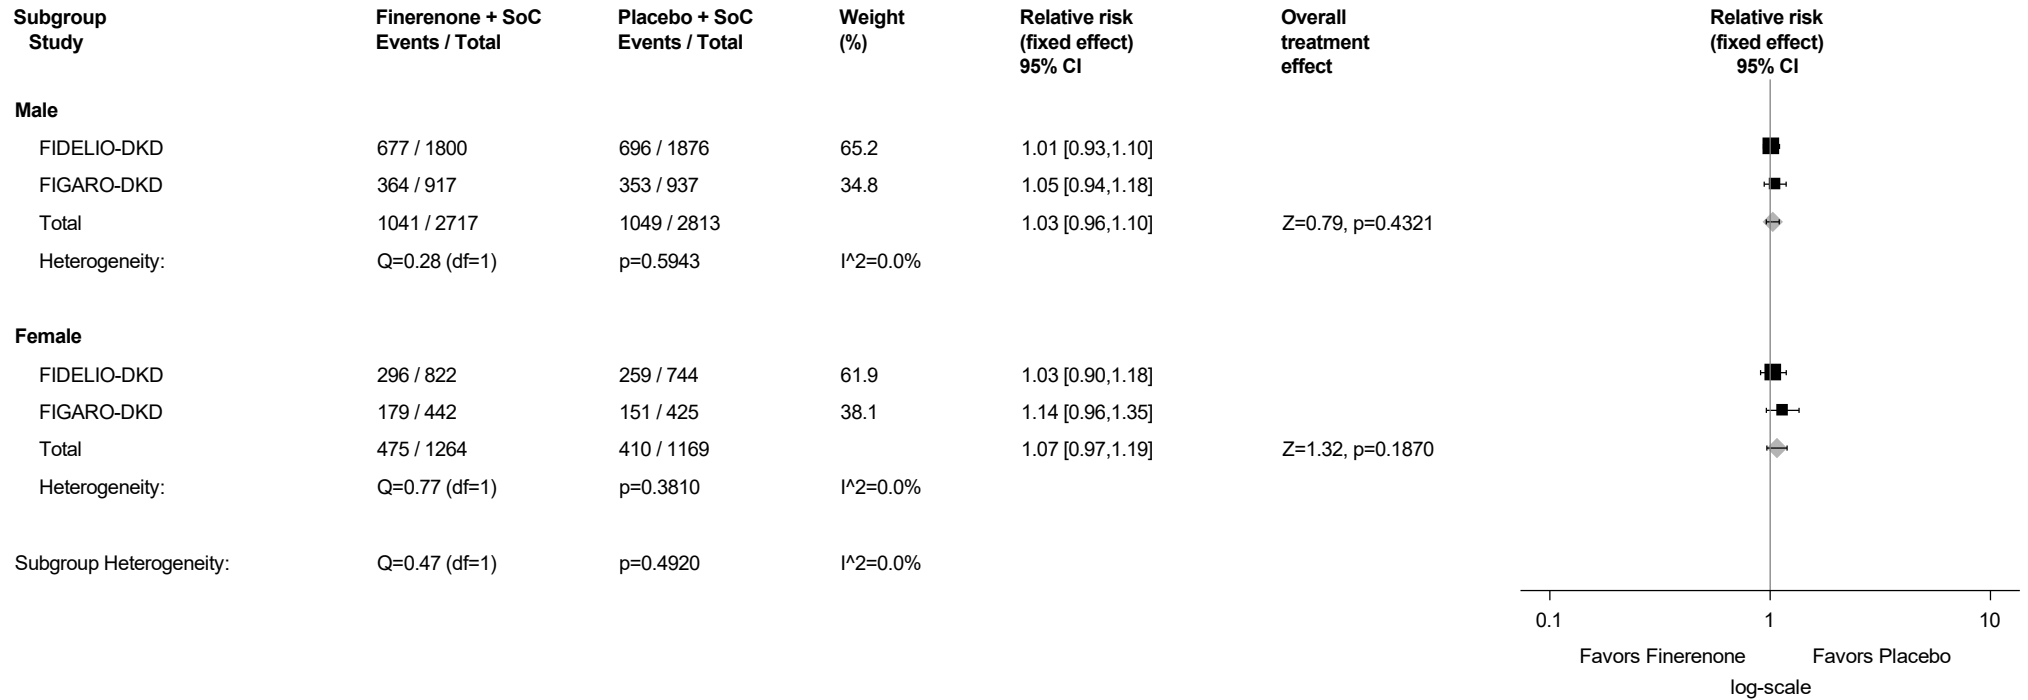 Subgroup Finerenone + SoC Placebo + SoC Weight Relative risk Overall Relative risk
Study Events / Total Events / Total (%) (fixed effect) treatment (fixed effect)
95% CI effect 95% CI
Male
FIDELIO-DKD 677 / 1800 696 / 1876 65.2 1.01 [0.93,1.10]
FIGARO-DKD 364 / 917 353 / 937 34.8 1.05 [0.94,1.18]
Total 1041 / 2717 1049 / 2813 1.03 [0.96,1.10] Z=0.79, p=0.4321
Heterogeneity: Q=0.28 (df=1) p=0.5943 I^2=0.0%
Female
FIDELIO-DKD 296 / 822 259 / 744 61.9 1.03 [0.90,1.18]
FIGARO-DKD 179 / 442 151 / 425 38.1 1.14 [0.96,1.35]
Total 475 / 1264 410 / 1169 1.07 [0.97,1.19] Z=1.32, p=0.1870
Heterogeneity: Q=0.77 (df=1) p=0.3810 I^2=0.0%
Subgroup Heterogeneity: Q=0.47 (df=1) p=0.4920 I^2=0.0%
0.1 1 10
Favors Finerenone Favors Placebo
log-scale